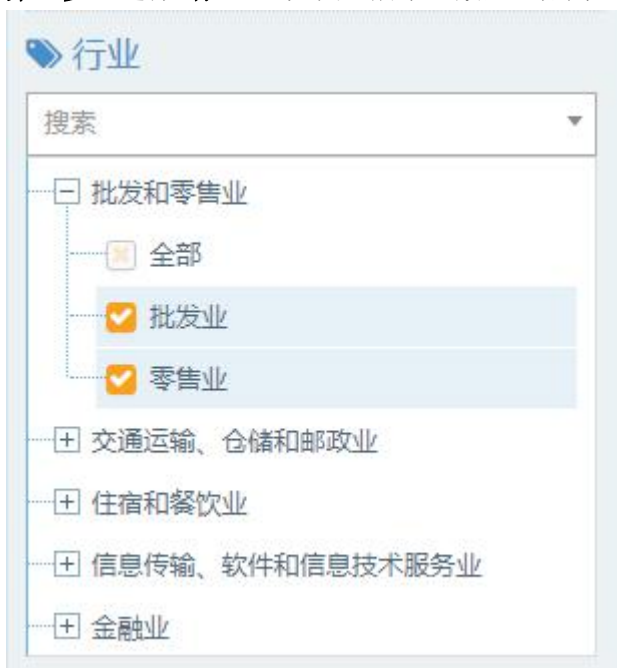 行业
搜索
批发和零售业
全部
批发业
零售业
交通运输、仓储和邮政业
住宿和餐饮业
信息传输、软件和信息技术服务业
金融业